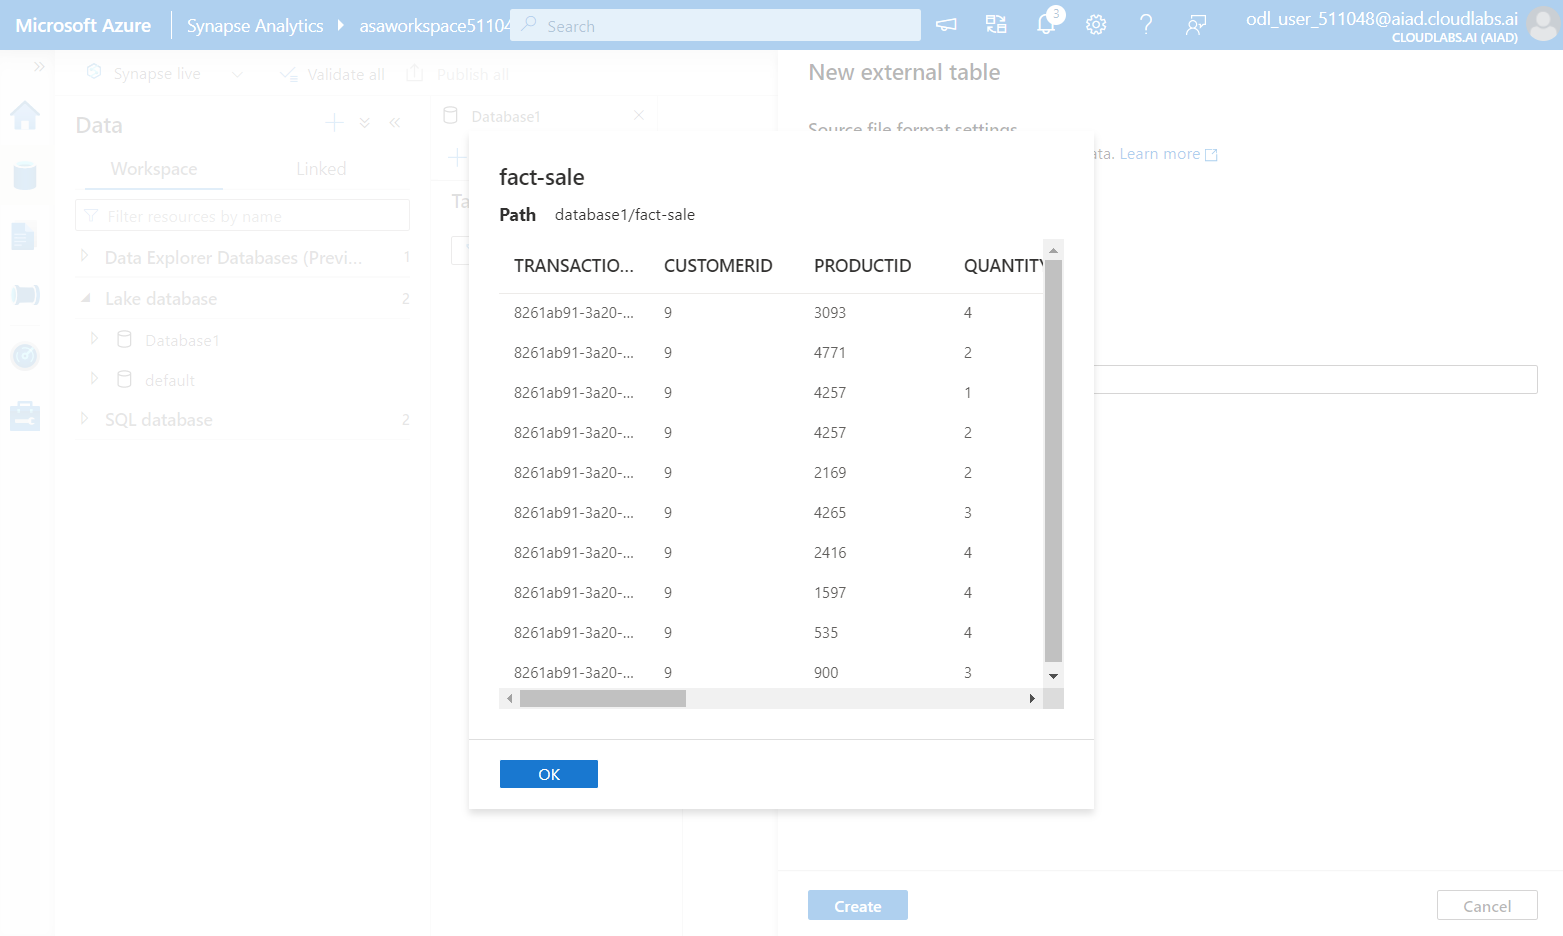 Microsoft Azure
Synapse Analytics
asaworkspace51104
Search
3
odl_user_511048@aiad.cloudlabs.ai
CLOUDLABS.AI (AIAD)
Synapse live
Validate all
Publish all
Data
Workspace
Linked
Filter resources by name
Data Explorer Databases (Previ...
1
Lake database
2
Database1
default
SQL database
2
Database1
Ta
New external table
Source file format settings
ata. Learn more
fact-sale
Path database1/fact-sale
TRANSACTIO... CUSTOMERID PRODUCTID QUANTITY
8261ab91-3a20-... 9 3093 4
8261ab91-3a20-... 9 4771 2
8261ab91-3a20-... 9 4257 1
8261ab91-3a20-... 9 4257 2
8261ab91-3a20-... 9 2169 2
8261ab91-3a20-... 9 4265 3
8261ab91-3a20-... 9 2416 4
8261ab91-3a20-... 9 1597 4
8261ab91-3a20-... 9 535 4
8261ab91-3a20-... 9 900 3
OK
Create
Cancel